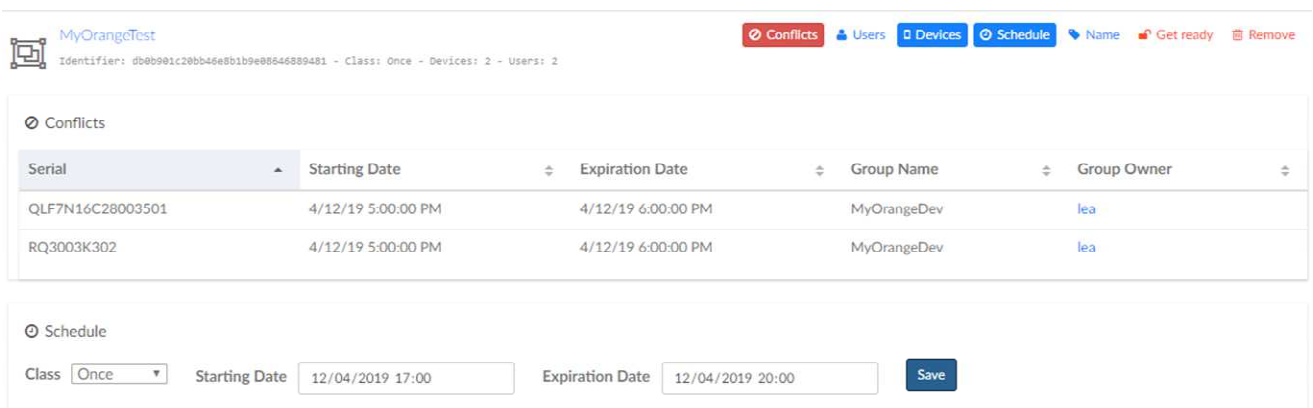 MyOrangeTest Conflicts Users Devices Schedule Name Get ready Remove
Identifier: db0b901c20bb46e8b1b9e08646889481 - Class: Once - Devices: 2 - Users: 2
Conflicts
Serial Starting Date Expiration Date Group Name Group Owner
QLF7N16C28003501 4/12/19 5:00:00 PM 4/12/19 6:00:00 PM MyOrangeDev lea
RQ3003K302 4/12/19 5:00:00 PM 4/12/19 6:00:00 PM MyOrangeDev lea
Schedule
Class Once Starting Date 12/04/2019 17:00 Expiration Date 12/04/2019 20:00 Save